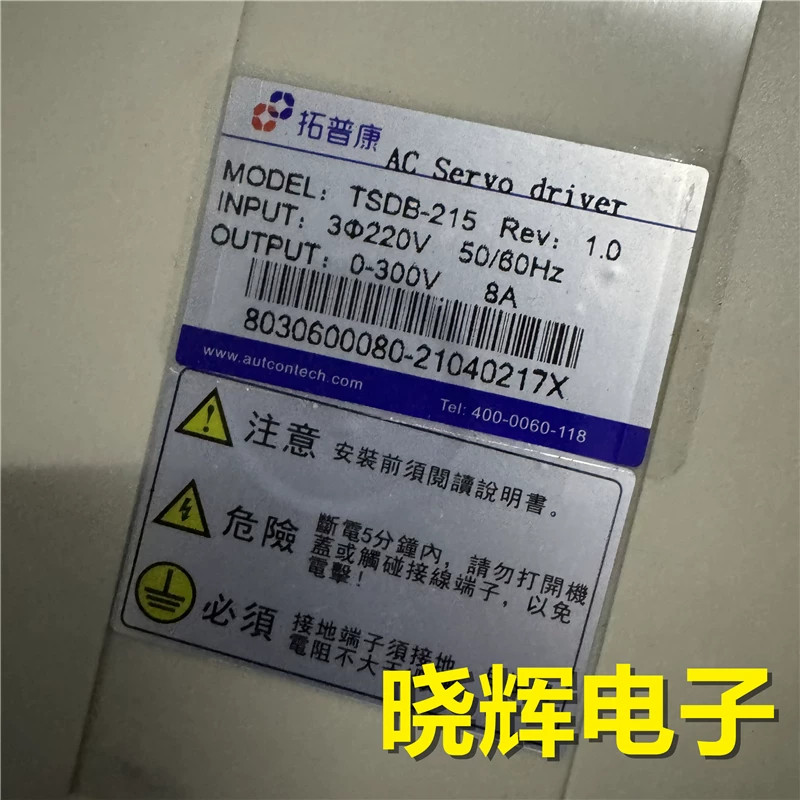 拓普康
AC Servo driver
MODEL: TSDB-215 Rev: 1.0
INPUT: 3Φ220V 50/60Hz
OUTPUT: 0-300V 8A
8030600080-21040217X
www.autcontech.com
Tel: 400-0060-118
注意 安裝前須閱讀說明書。
危險 斷電5分鐘內，請勿打開機
蓋或觸碰接線端子，以免
電擊!
必須 接地端子須接地
電阻不大
晓辉电子